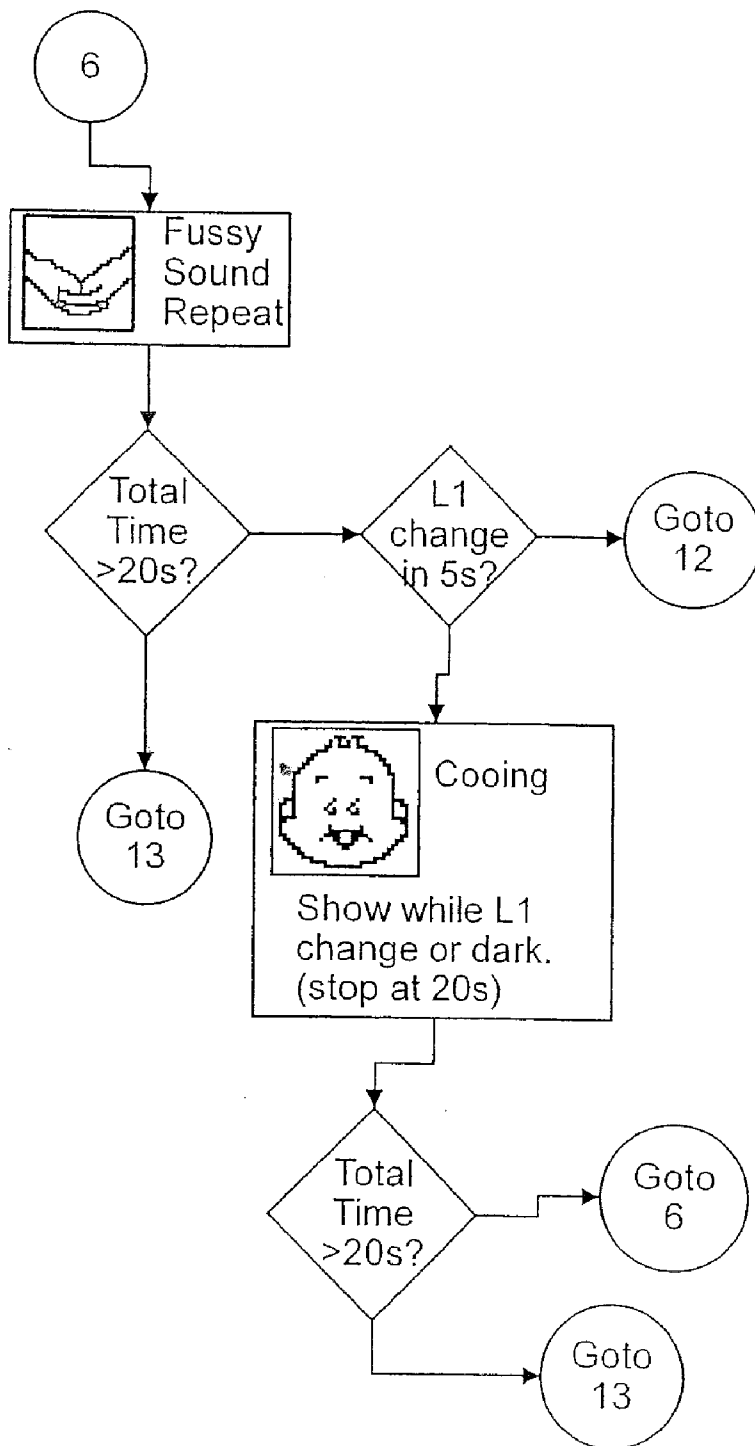 6
Fussy
Sound
Repeat
Total
Time
>20s?
L1
change
in 5s?
Goto
12
Goto
13
Cooing
Show while L1
change or dark.
(stop at 20s)
Total
Time
>20s?
Goto
6
Goto
13